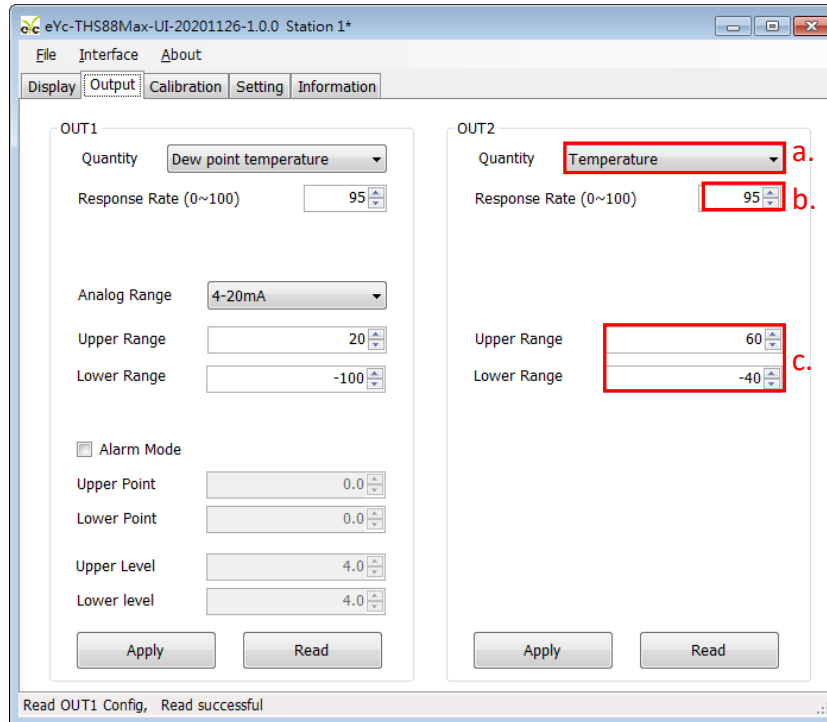 eYc eYc-THS88Max-UI-20201126-1.0.0 Station 1*
File Interface About
Display Output Calibration Setting Information
OUT1
Quantity Dew point temperature
Response Rate (0~100) 95
Analog Range 4-20mA
Upper Range 20
Lower Range -100
Alarm Mode
Upper Point 0.0
Lower Point 0.0
Upper Level 4.0
Lower level 4.0
Apply Read
OUT2
Quantity Temperature a.
Response Rate (0~100) 95 b.
Upper Range 60
Lower Range -40
c.
Apply Read
Read OUT1 Config, Read successful